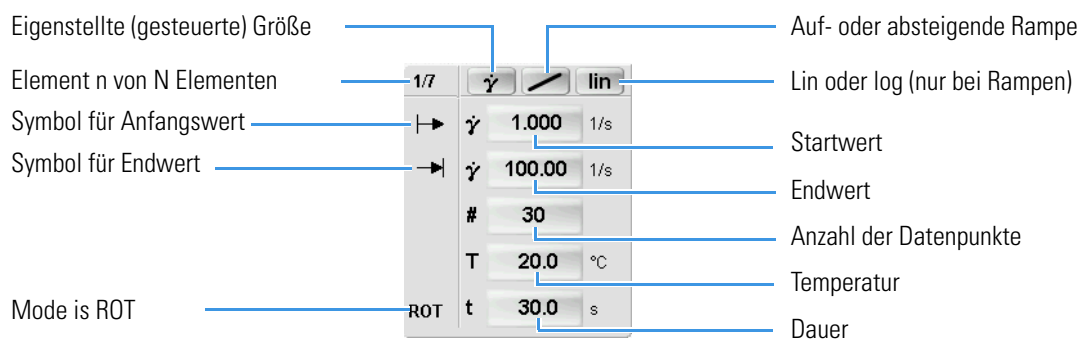 Eigenstellte (gesteuerte) Größe
Auf- oder absteigende Rampe
Element n von N Elementen
1/7 γ̇ lin
Lin oder log (nur bei Rampen)
Symbol für Anfangswert
γ̇ 1.000 1/s
Startwert
Symbol für Endwert
γ̇ 100.00 1/s
Endwert
# 30
Anzahl der Datenpunkte
T 20.0 °C
Temperatur
Mode is ROT
ROT t 30.0 s
Dauer